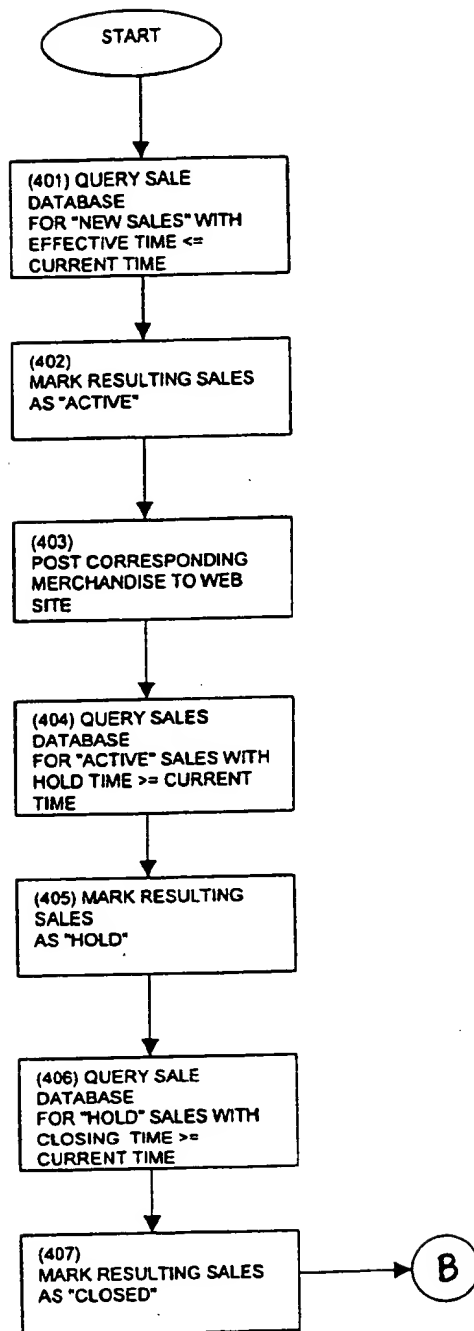 START
(401) QUERY SALE
DATABASE
FOR "NEW SALES" WITH
EFFECTIVE TIME <=
CURRENT TIME
(402)
MARK RESULTING SALES
AS "ACTIVE"
(403)
POST CORRESPONDING
MERCHANDISE TO WEB
SITE
(404) QUERY SALES
DATABASE
FOR "ACTIVE" SALES WITH
HOLD TIME >= CURRENT
TIME
(405) MARK RESULTING
SALES
AS "HOLD"
(406) QUERY SALE
DATABASE
FOR "HOLD" SALES WITH
CLOSING TIME >=
CURRENT TIME
(407)
MARK RESULTING SALES
AS "CLOSED"
B